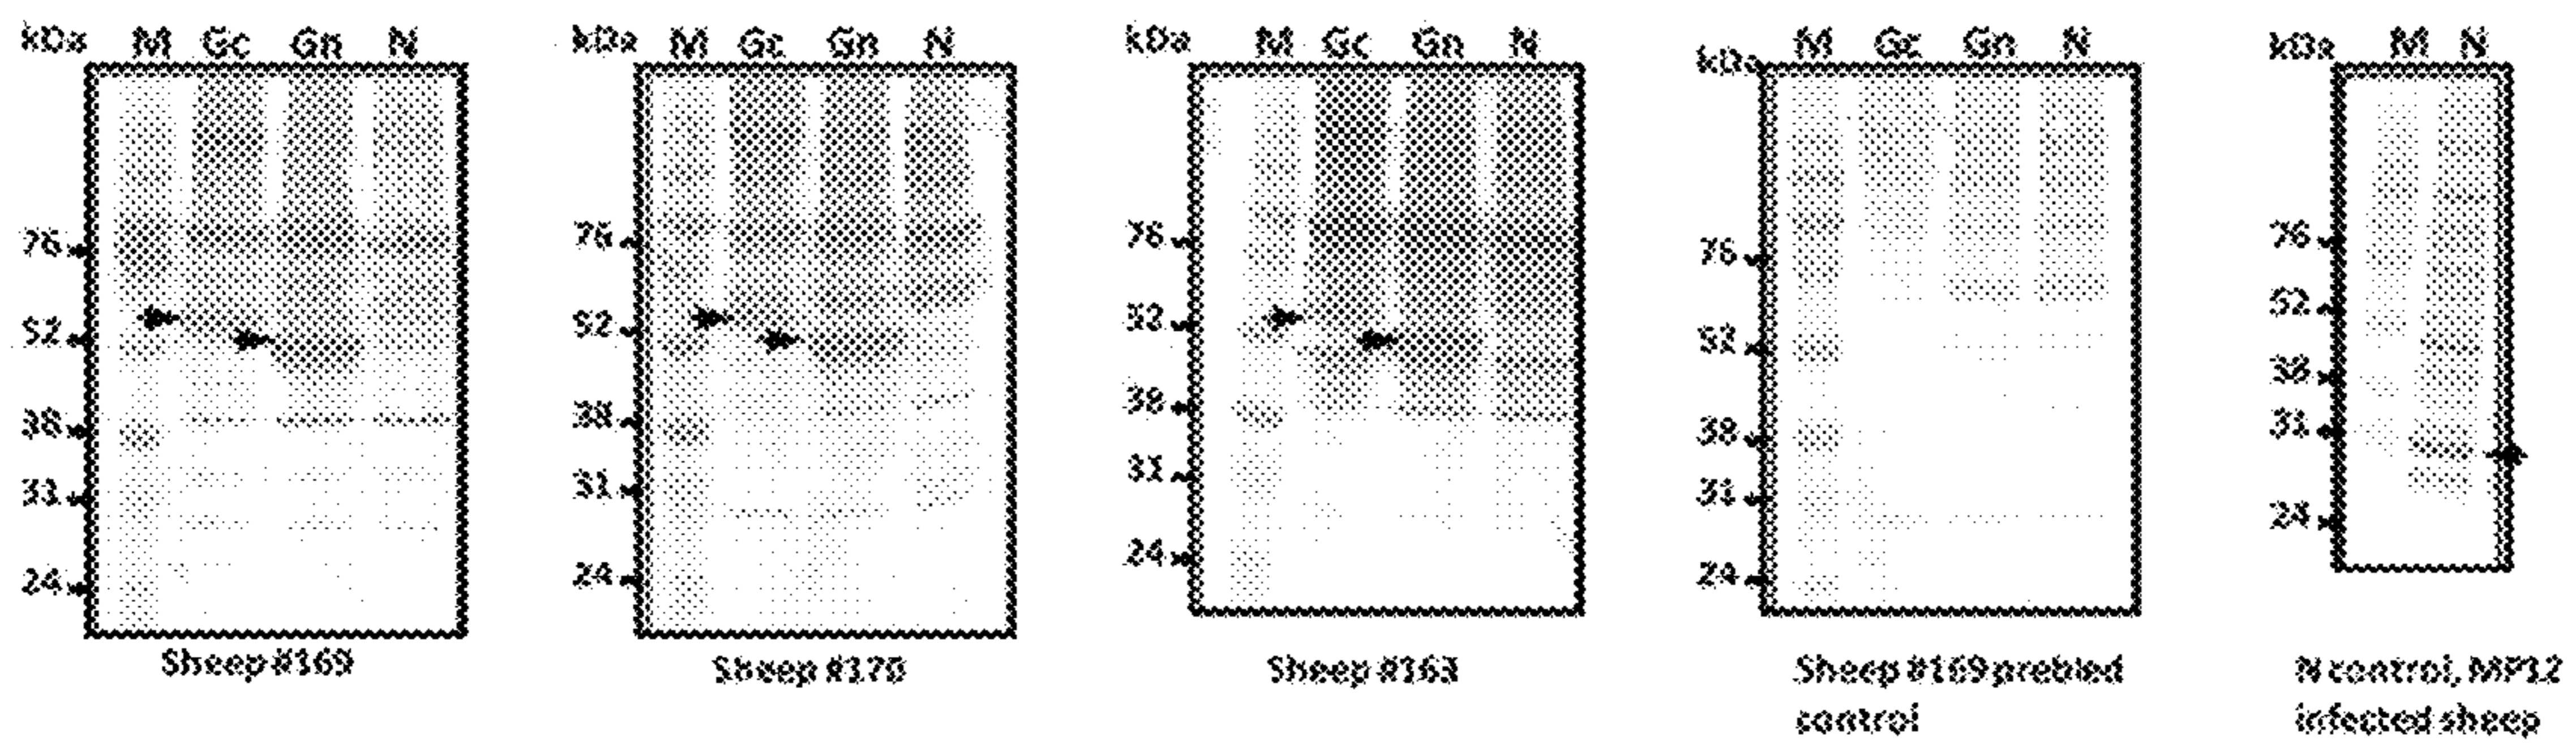 kDa M Gc Gn N
76
52
38
31
24
Sheep #169
kDa M Gc Gn N
76
52
38
31
24
Sheep #170
kDa M Gc Gn N
76
52
38
31
24
Sheep #163
kDa M Gc Gn N
76
52
38
31
24
Sheep #169 prebled
control
kDa M N
76
52
38
31
24
N control, MP12
infected sheep